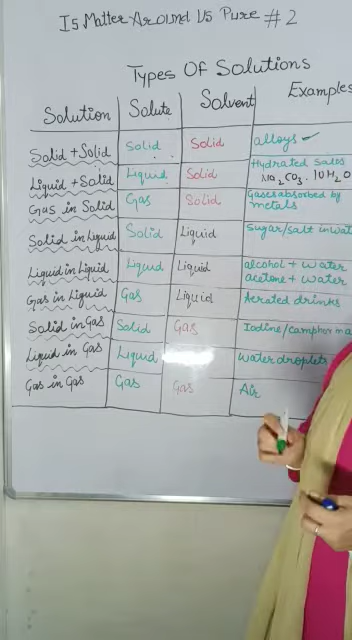 Is Matter Around Us Pure #2
Types Of Solutions
Solution Solute Solvent Examples
Solid + Solid Solid Solid alloys
Liquid + Solid Liquid Solid Hydrated salts
Na2CO3. 10H2O
Gas in Solid Gas Solid Gases absorbed by
metals
Solid in Liquid Solid Liquid Sugar/salt in wat
Liquid in Liquid Liquid Liquid alcohol + water
acetone + water
Gas in Liquid Gas Liquid Aerated drinks
Solid in Gas Solid Gas Iodine/camphor
Liquid in Gas Liquid Gas Water droplets
Gas in Gas Gas Gas Air